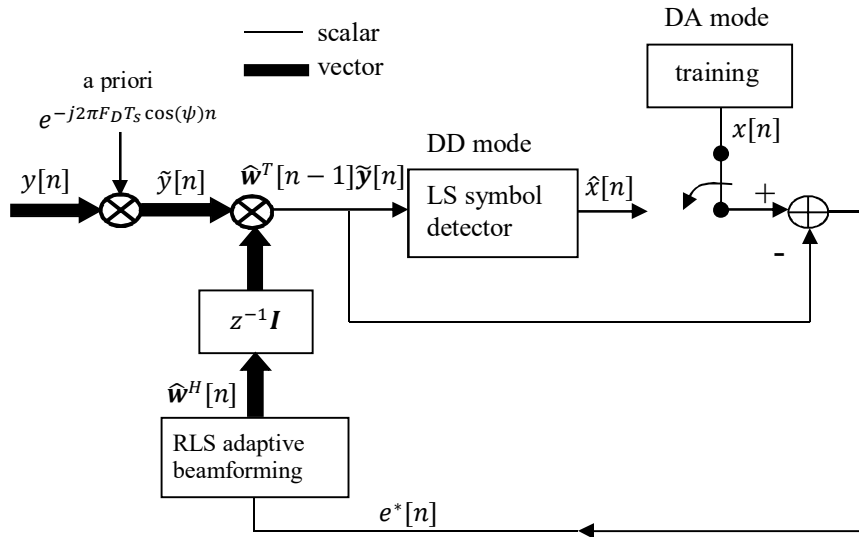 scalar
vector
DA mode
training
x[n]
a priori
e^{-j2πF_D T_S cos(ψ)n}
y[n]
ỹ[n]
ŵ^T[n − 1]ỹ[n]
DD mode
LS symbol
detector
x̂[n]
+
-
z^{-1}I
ŵ^H[n]
RLS adaptive
beamforming
e*[n]